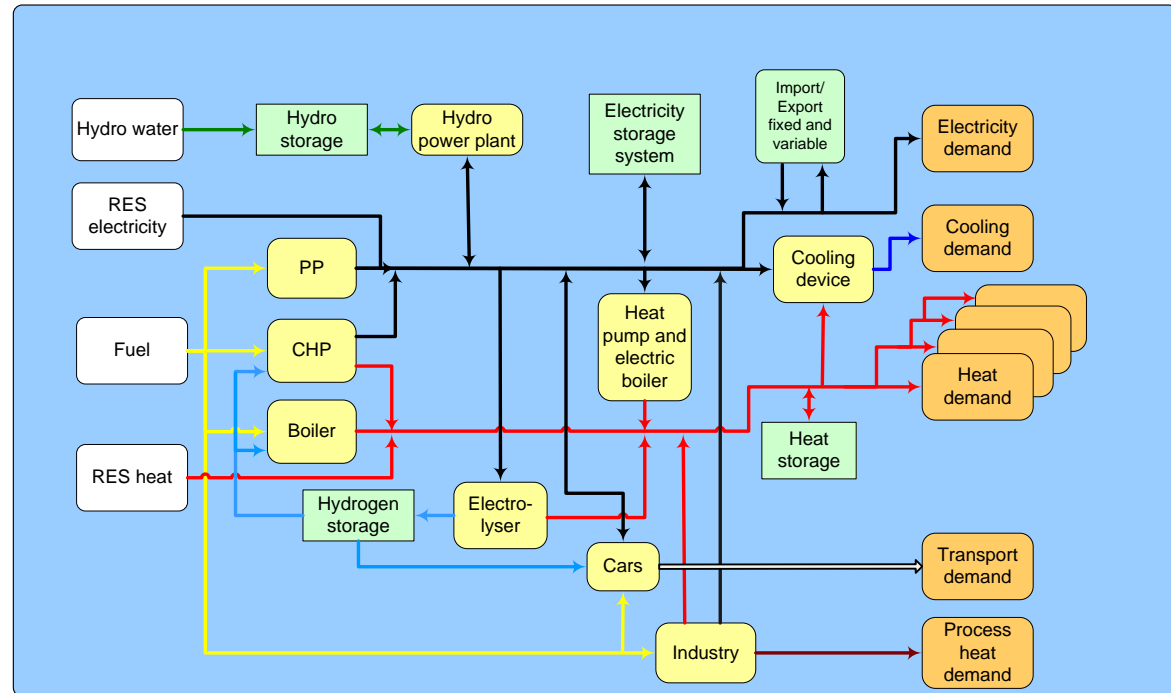 Hydro water
Hydro
storage
Hydro
power plant
Electricity
storage
system
Import/
Export
fixed and
variable
Electricity
demand
RES
electricity
PP
Cooling
device
Cooling
demand
Fuel
CHP
Heat
pump and
electric
boiler
Heat
demand
Boiler
Heat
storage
RES heat
Hydrogen
storage
Electro-
lyser
Cars
Transport
demand
Industry
Process
heat
demand